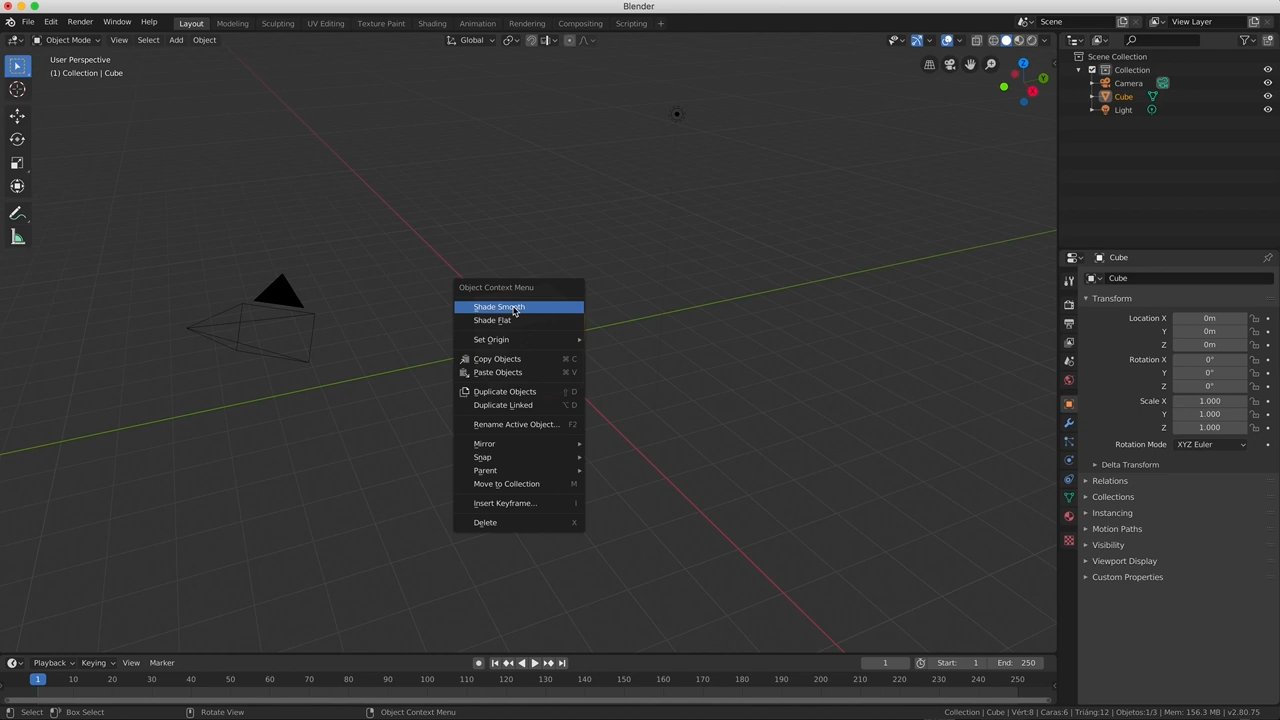 Blender
File Edit Render Window Help Layout Modeling Sculpting UV Editing Texture Paint Shading Animation Rendering Compositing Scripting + Scene View Layer
Object Mode View Select Add Object Global
User Perspective
(1) Collection | Cube
Z
Y
X
Scene Collection
Collection
Camera
Cube
Light
Object Context Menu
Shade Smooth
Shade Flat
Set Origin
Copy Objects ⌘ C
Paste Objects ⌘ V
Duplicate Objects ⇧ D
Duplicate Linked ⌥ D
Rename Active Object... F2
Mirror
Snap
Parent
Move to Collection M
Insert Keyframe... I
Delete X
Cube
Cube
Transform
Location X 0m
Y 0m
Z 0m
Rotation X 0°
Y 0°
Z 0°
Scale X 1.000
Y 1.000
Z 1.000
Rotation Mode XYZ Euler
Delta Transform
Relations
Collections
Instancing
Motion Paths
Visibility
Viewport Display
Custom Properties
Playback Keying View Marker 1 Start: 1 End: 250
1 10 20 30 40 50 60 70 80 90 100 110 120 130 140 150 160 170 180 190 200 210 220 230 240 250
Select Box Select Rotate View Object Context Menu Collection | Cube | Vért:8 | Caras:6 | Triáng:12 | Objetos:1/3 | Mem: 156.3 MB | v2.80.75